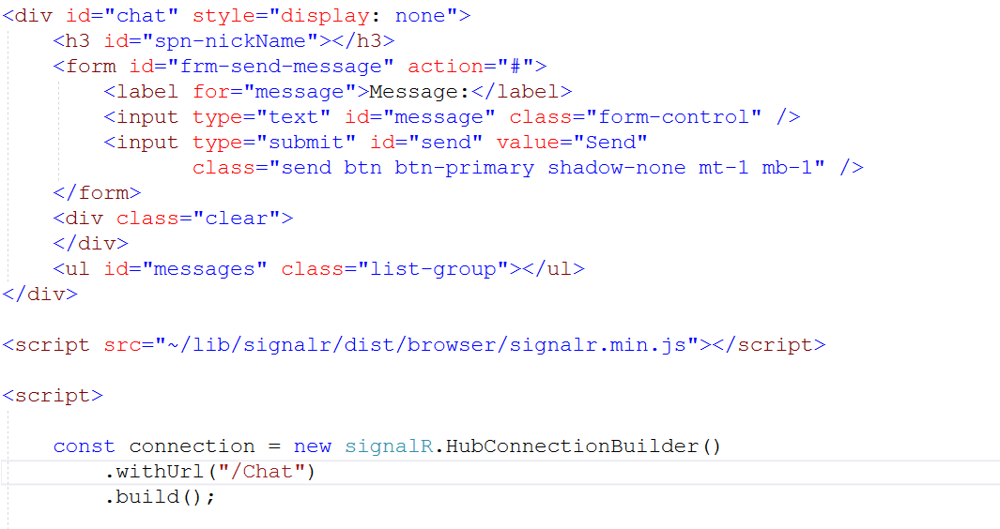 <div id="chat" style="display: none">
<h3 id="spn-nickName"></h3>
<form id="frm-send-message" action="#">
<label for="message">Message:</label>
<input type="text" id="message" class="form-control" />
<input type="submit" id="send" value="Send"
class="send btn btn-primary shadow-none mt-1 mb-1" />
</form>
<div class="clear">
</div>
<ul id="messages" class="list-group"></ul>
</div>
<script src="~/lib/signalr/dist/browser/signalr.min.js"></script>
<script>
const connection = new signalR.HubConnectionBuilder()
.withUrl("/Chat")
.build();